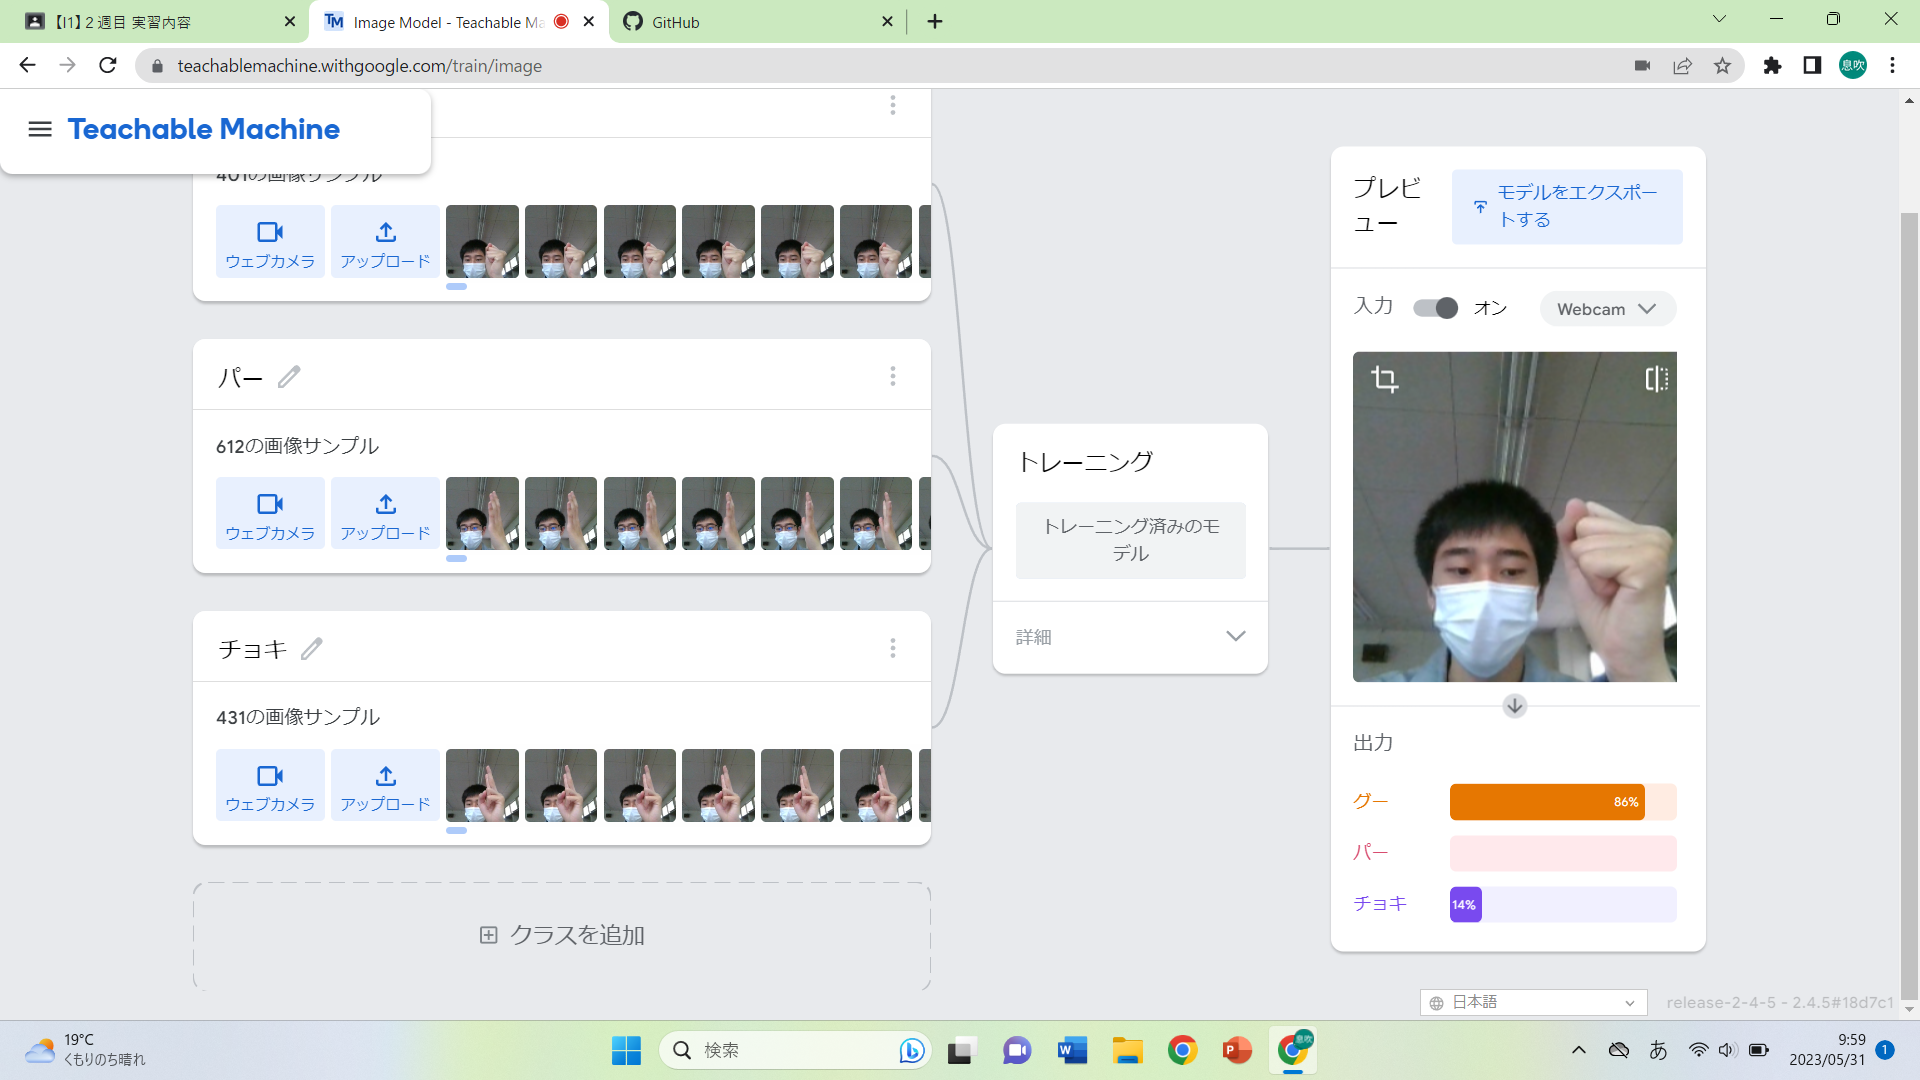 【I1】２週目 実習内容
Image Model - Teachable Ma
GitHub
teachablemachine.withgoogle.com/train/image
息吹
Teachable Machine
401の画像サンプル
ウェブカメラ
アップロード
パー
612の画像サンプル
ウェブカメラ
アップロード
チョキ
431の画像サンプル
ウェブカメラ
アップロード
クラスを追加
トレーニング
トレーニング済みのモ
デル
詳細
プレビ
ュー
モデルをエクスポー
トする
入力
オン
Webcam
出力
グー
86%
パー
チョキ
14%
日本語
release-2-4-5 - 2.4.5#18d7c1
19°C
くもりのち晴れ
検索
息吹
あ
9:59
2023/05/31
1